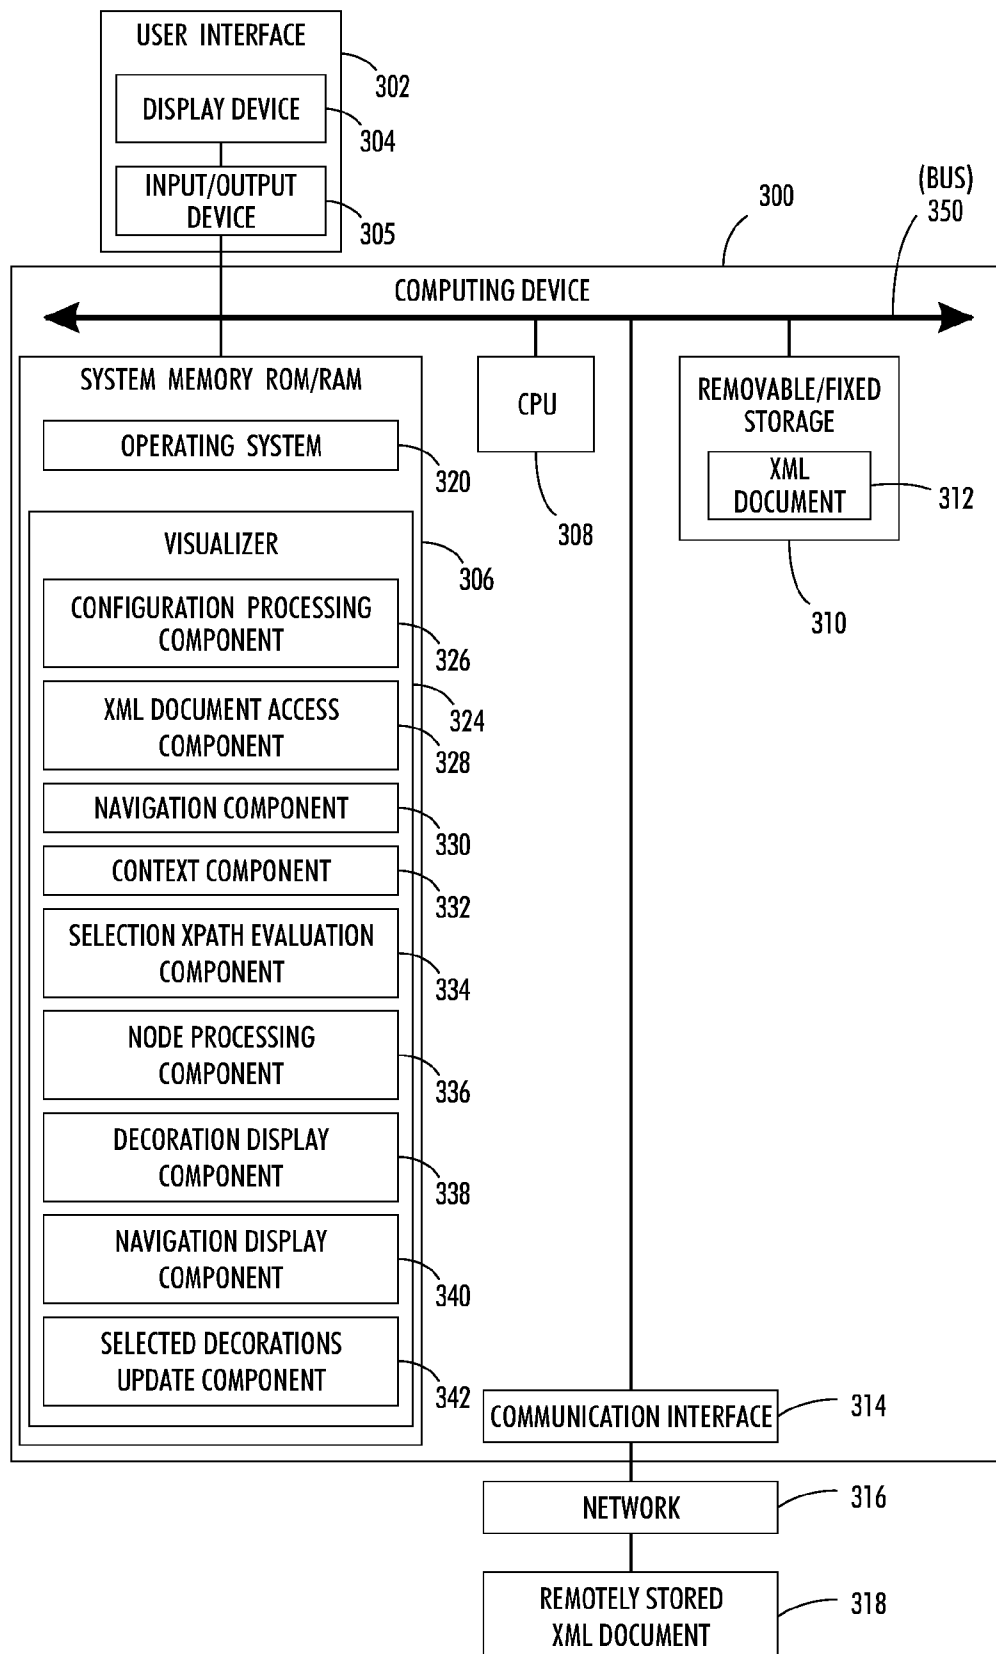 USER INTERFACE
302
DISPLAY DEVICE
304
INPUT/OUTPUT
DEVICE
305
(BUS)
350
300
COMPUTING DEVICE
SYSTEM MEMORY ROM/RAM
OPERATING SYSTEM
320
CPU
308
REMOVABLE/FIXED
STORAGE
XML
DOCUMENT
312
310
VISUALIZER
306
CONFIGURATION PROCESSING
COMPONENT
326
324
XML DOCUMENT ACCESS
COMPONENT
328
NAVIGATION COMPONENT
330
CONTEXT COMPONENT
332
SELECTION XPATH EVALUATION
COMPONENT
334
NODE PROCESSING
COMPONENT
336
DECORATION DISPLAY
COMPONENT
338
NAVIGATION DISPLAY
COMPONENT
340
SELECTED DECORATIONS
UPDATE COMPONENT
342
COMMUNICATION INTERFACE
314
NETWORK
316
REMOTELY STORED
XML DOCUMENT
318